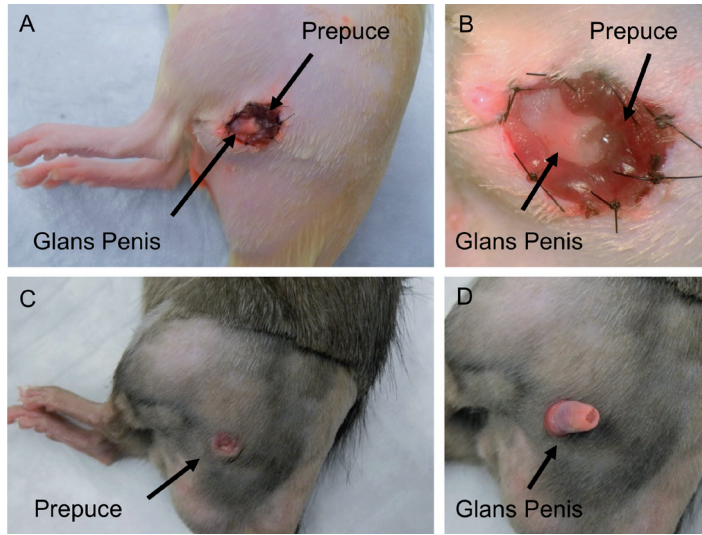 A
Prepuce
Glans Penis
B
Prepuce
Glans Penis
C
Prepuce
D
Glans Penis